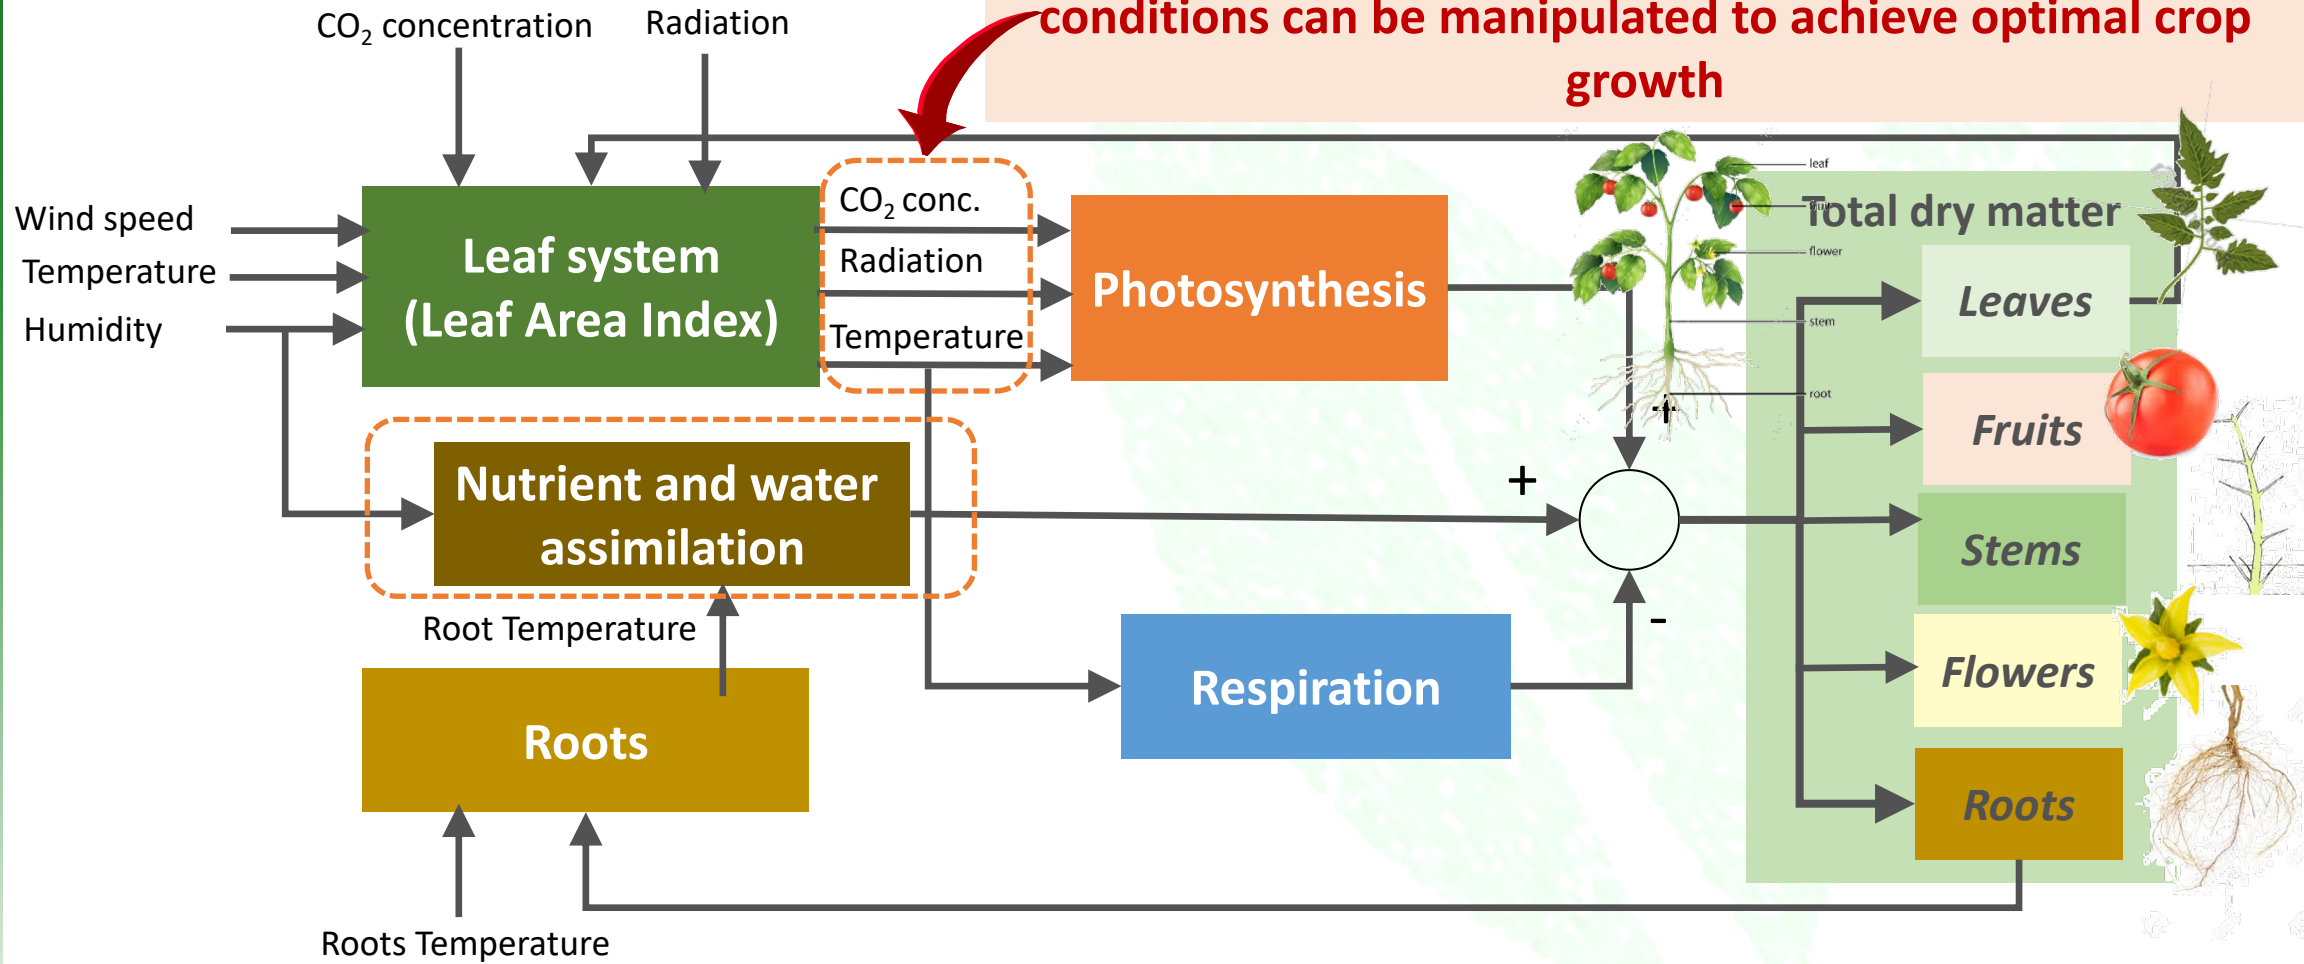 conditions can be manipulated to achieve optimal crop
growth
CO₂ concentration
Radiation
Wind speed
Temperature
Humidity
Leaf system
(Leaf Area Index)
CO₂ conc.
Radiation
Temperature
Photosynthesis
leaf
flower
stem
root
Total dry matter
Leaves
Fruits
Stems
Flowers
Roots
+
+
-
Nutrient and water
assimilation
Root Temperature
Respiration
Roots
Roots Temperature